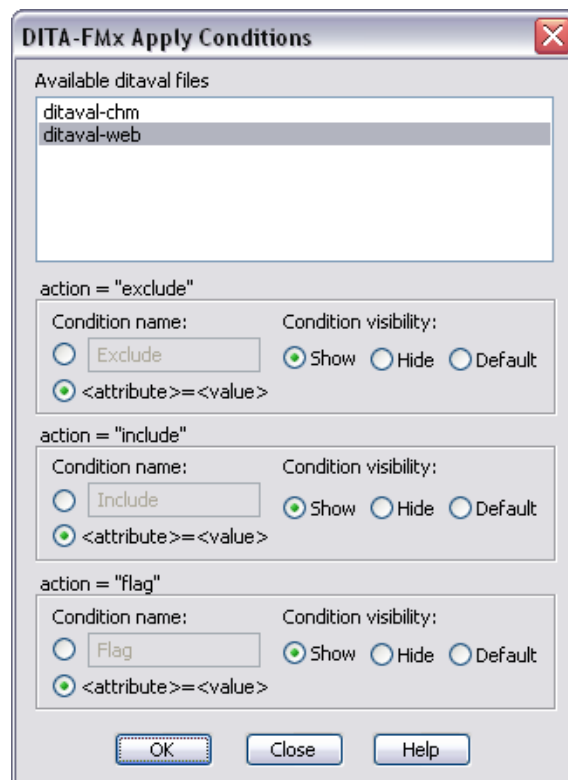 DITA-FMx Apply Conditions
Available ditaval files
ditaval-chm
ditaval-web
action = "exclude"
Condition name: Condition visibility:
Exclude Show Hide Default
<attribute>=<value>
action = "include"
Condition name: Condition visibility:
Include Show Hide Default
<attribute>=<value>
action = "flag"
Condition name: Condition visibility:
Flag Show Hide Default
<attribute>=<value>
OK Close Help